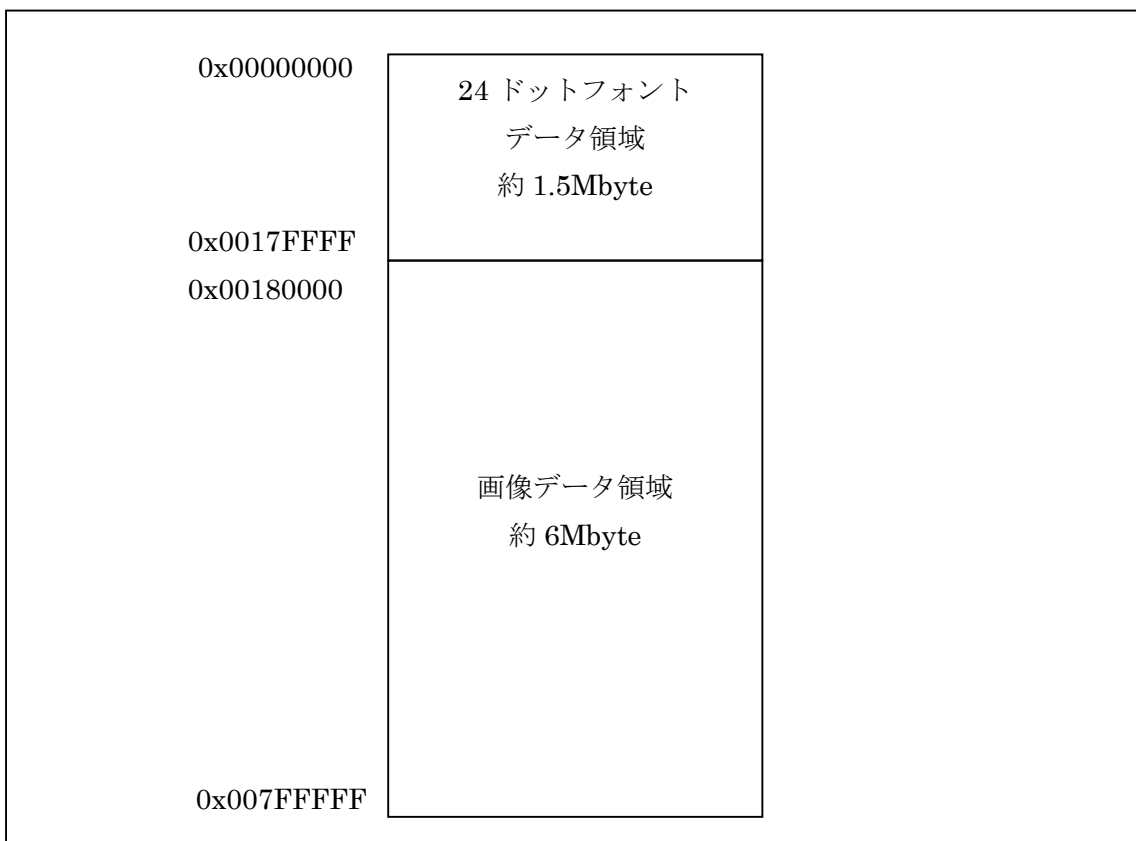 0x00000000
24 ドットフォント
データ領域
約 1.5Mbyte
0x0017FFFF
0x00180000
画像データ領域
約 6Mbyte
0x007FFFFF